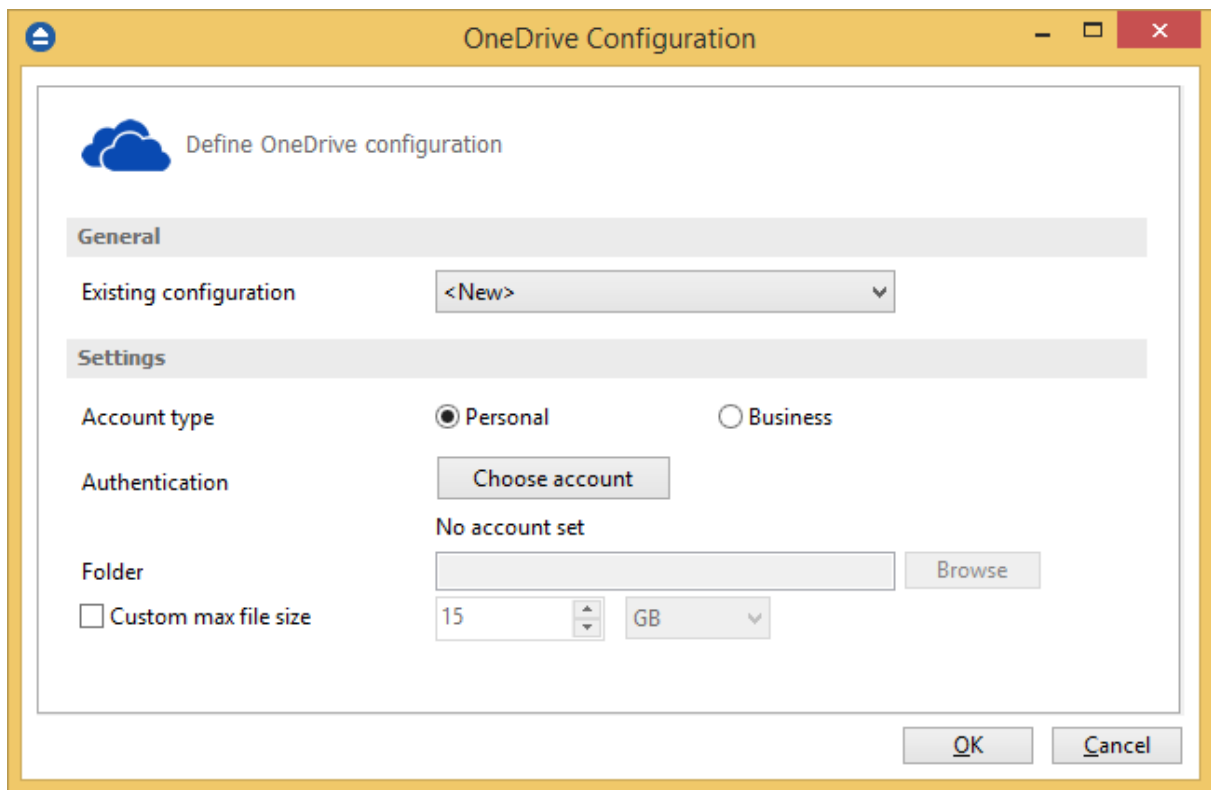 OneDrive Configuration
Define OneDrive configuration
General
Existing configuration <New>
Settings
Account type Personal Business
Authentication Choose account
No account set
Folder Browse
Custom max file size 15 GB
OK Cancel